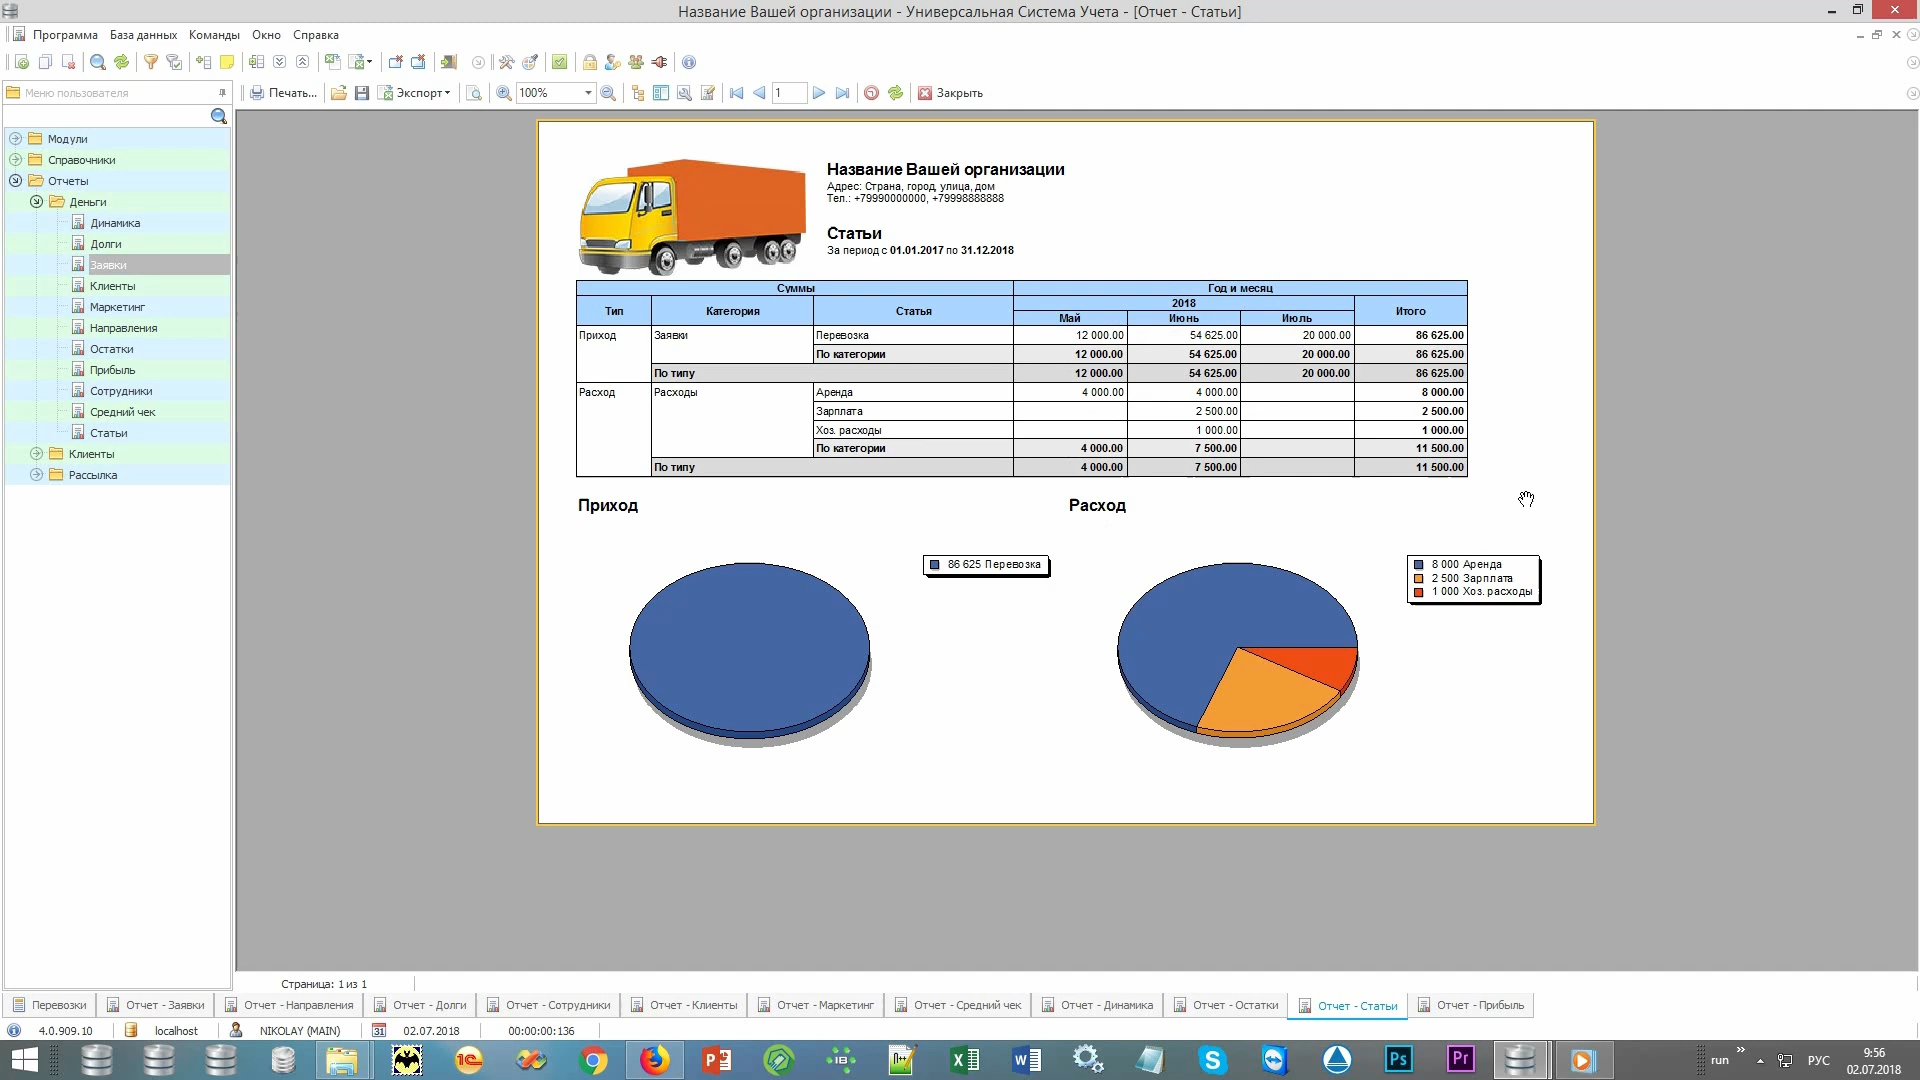 Название Вашей организации - Универсальная Система Учета - [Отчет - Статьи]
Программа База данных Команды Окно Справка
Меню пользователя
Печать... Экспорт 100% 1 Закрыть
Модули
Справочники
Отчеты
Деньги
Динамика
Долги
Заявки
Клиенты
Маркетинг
Направления
Остатки
Прибыль
Сотрудники
Средний чек
Статьи
Клиенты
Рассылка
Название Вашей организации
Адрес: Страна, город, улица, дом
Тел.: +79990000000, +79998888888
Статьи
За период с 01.01.2017 по 31.12.2018
Суммы Год и месяц
Тип Категория Статья 2018 Итого
Май Июнь Июль
Приход Заявки Перевозка 12 000.00 54 625.00 20 000.00 86 625.00
По категории 12 000.00 54 625.00 20 000.00 86 625.00
По типу 12 000.00 54 625.00 20 000.00 86 625.00
Расход Расходы Аренда 4 000.00 4 000.00 8 000.00
Зарплата 2 500.00 2 500.00
Хоз. расходы 1 000.00 1 000.00
По категории 4 000.00 7 500.00 11 500.00
По типу 4 000.00 7 500.00 11 500.00
Приход Расход
86 625 Перевозка
8 000 Аренда
2 500 Зарплата
1 000 Хоз. расходы
Страница: 1 из 1
Перевозки Отчет - Заявки Отчет - Направления Отчет - Долги Отчет - Сотрудники Отчет - Клиенты Отчет - Маркетинг Отчет - Средний чек Отчет - Динамика Отчет - Остатки Отчет - Статьи Отчет - Прибыль
4.0.909.10 localhost NIKOLAY (MAIN) 31 02.07.2018 00:00:00:136
run РУС 9:56
02.07.2018